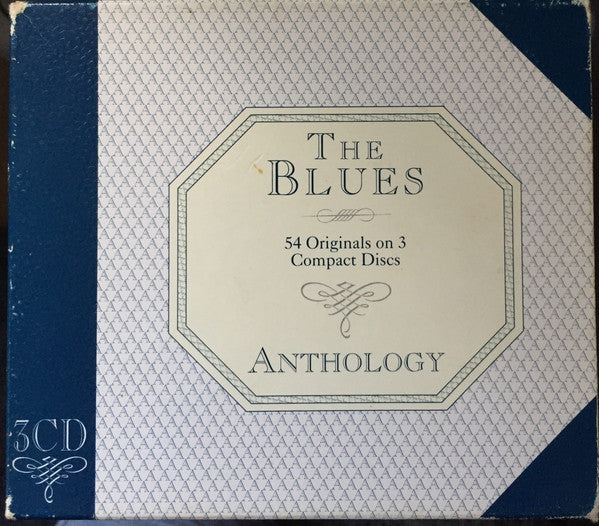 THE
BLUES
54 Originals on 3
Compact Discs
ANTHOLOGY
3CD